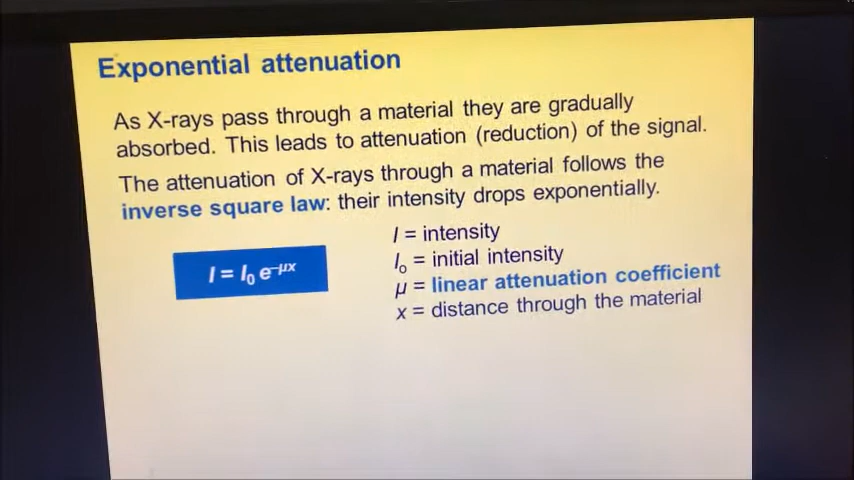 Exponential attenuation
As X-rays pass through a material they are gradually
absorbed. This leads to attenuation (reduction) of the signal.
The attenuation of X-rays through a material follows the
inverse square law: their intensity drops exponentially.
I = intensity
I₀ = initial intensity
I = I₀ e⁻μx
μ = linear attenuation coefficient
x = distance through the material